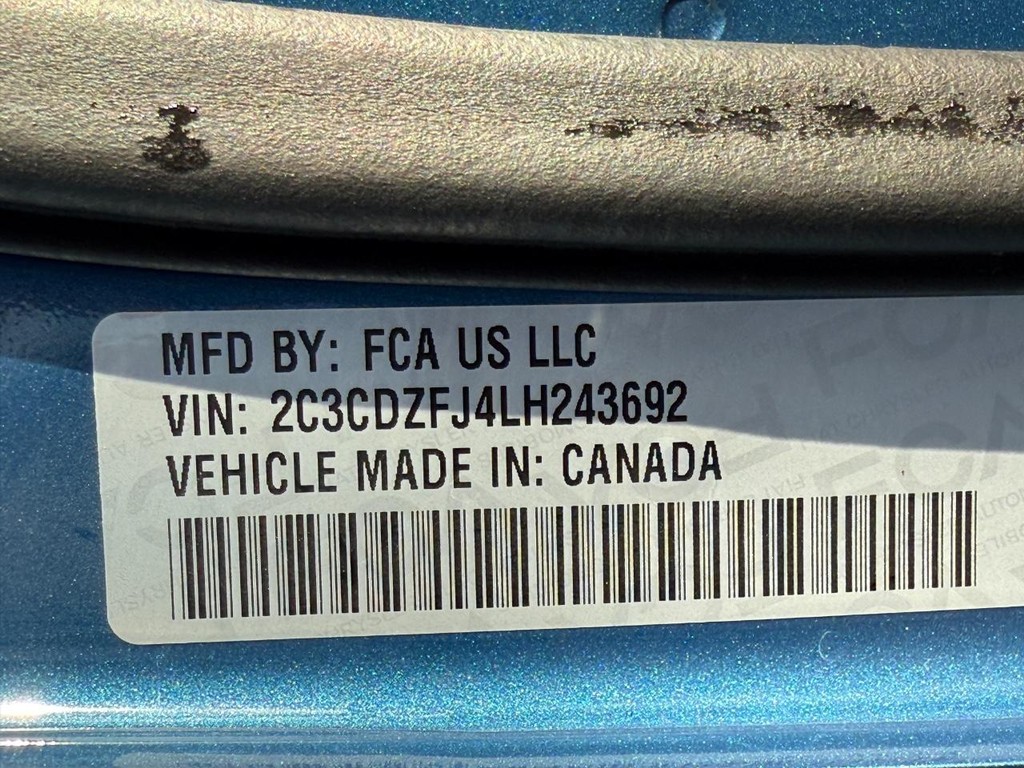 MFD BY: FCA US LLC
VIN: 2C3CDZFJ4LH243692
VEHICLE MADE IN: CANADA